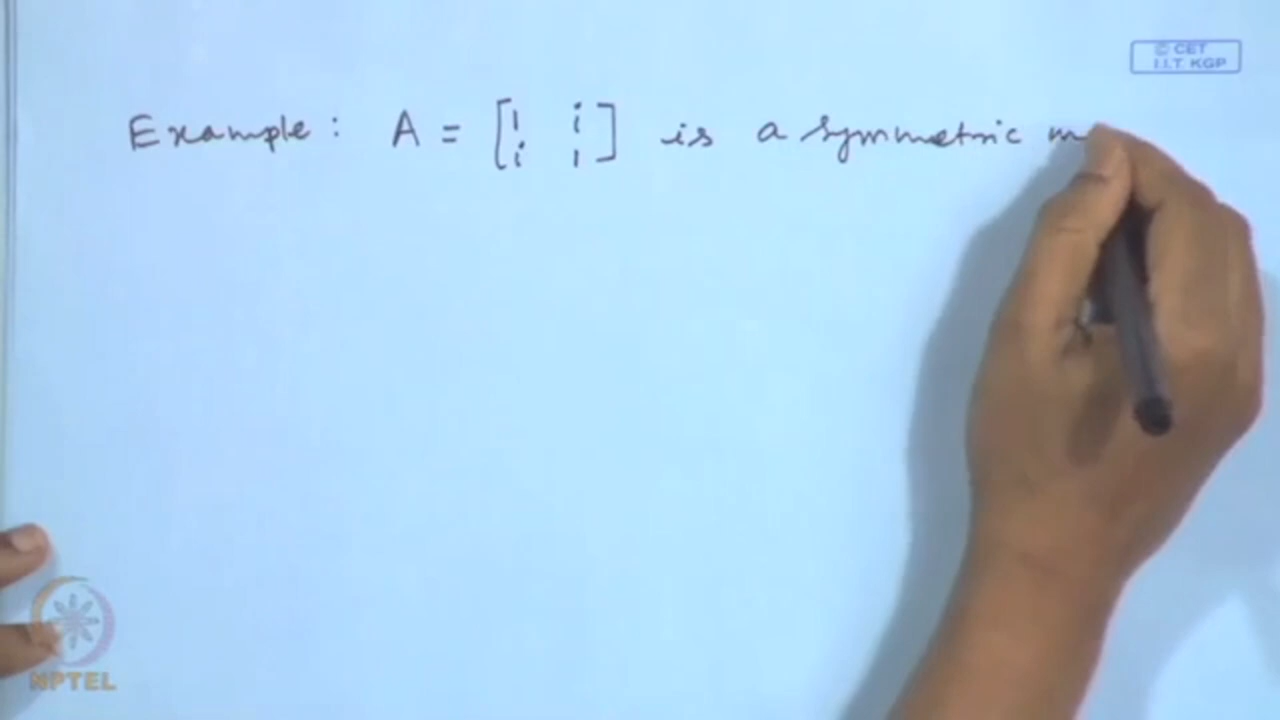 © CET
I.I.T. KGP
Example : A = [1 i
i 1] is a symmetric m
NPTEL